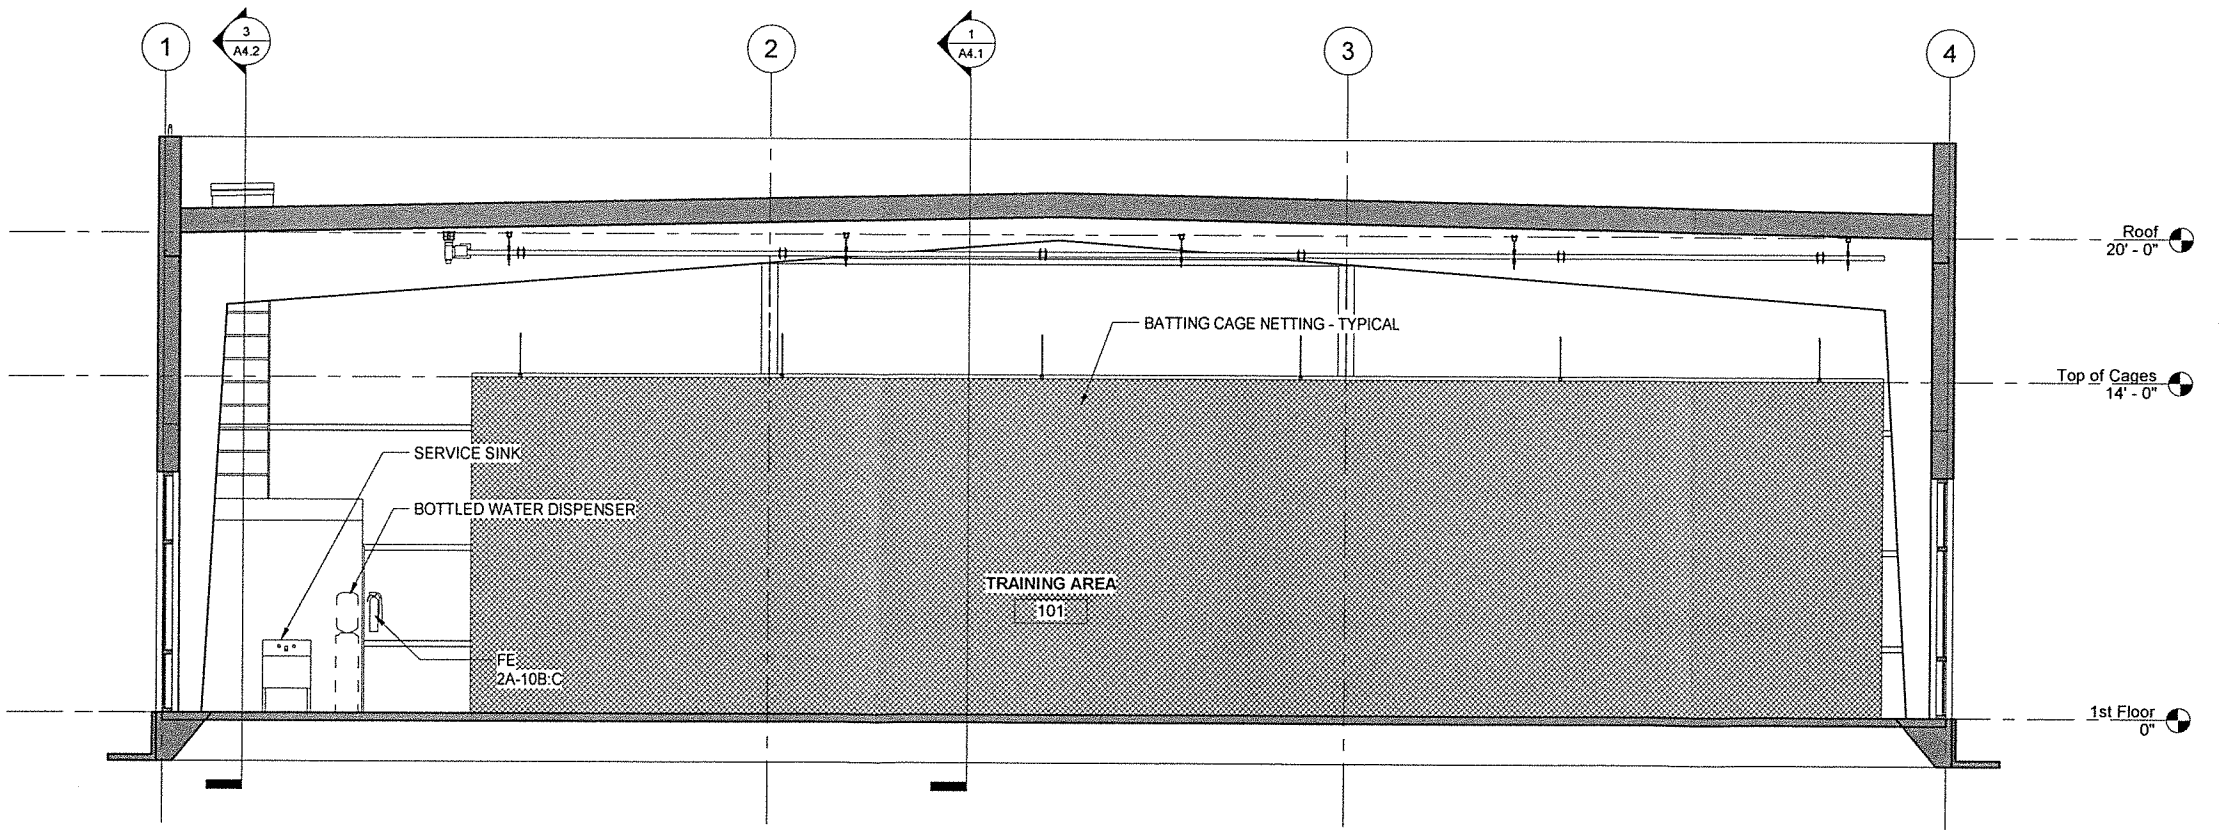 1
3
A4.2
2
1
A4.1
3
4
Roof
20' - 0"
BATTING CAGE NETTING - TYPICAL
Top of Cages
14' - 0"
SERVICE SINK
BOTTLED WATER DISPENSER
TRAINING AREA
101
FE
2A-10B:C
1st Floor
0"